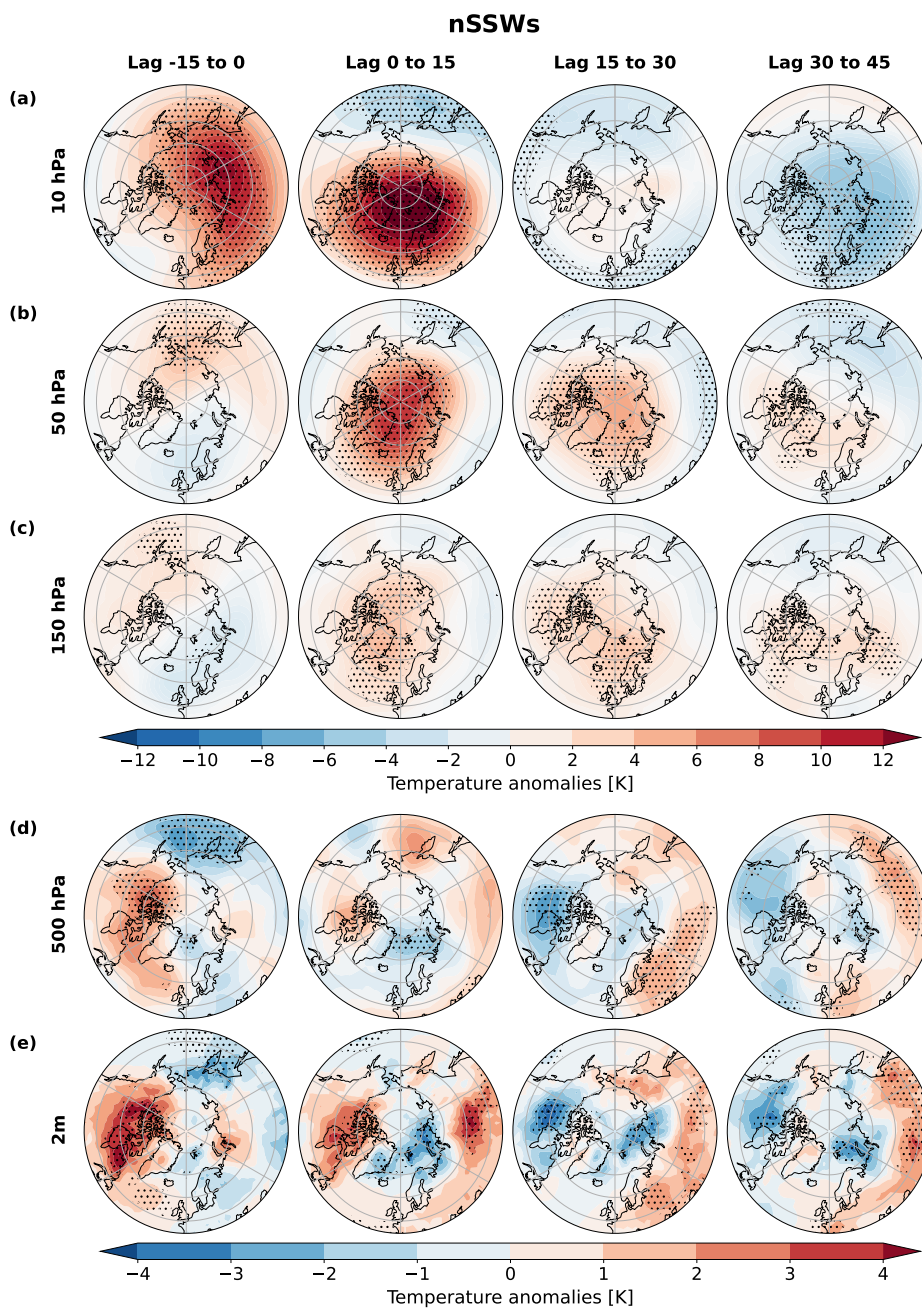 nSSWs
Lag -15 to 0 Lag 0 to 15 Lag 15 to 30 Lag 30 to 45
(a)
10 hPa
(b)
50 hPa
(c)
150 hPa
−12 −10 −8 −6 −4 −2 0 2 4 6 8 10 12
Temperature anomalies [K]
(d)
500 hPa
(e)
2m
−4 −3 −2 −1 0 1 2 3 4
Temperature anomalies [K]